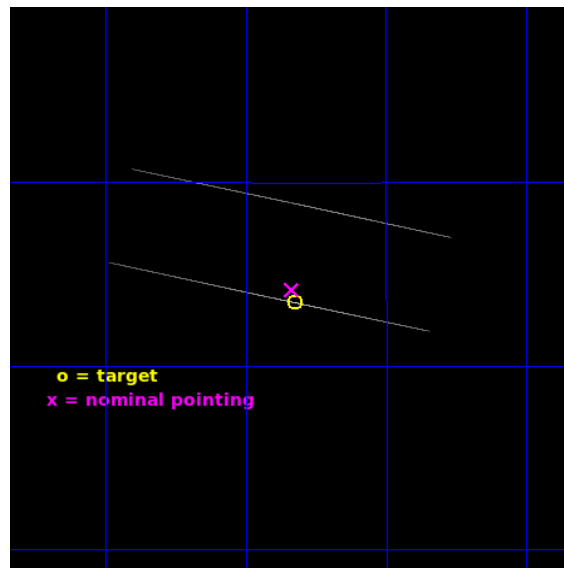 o = target
x = nominal pointing